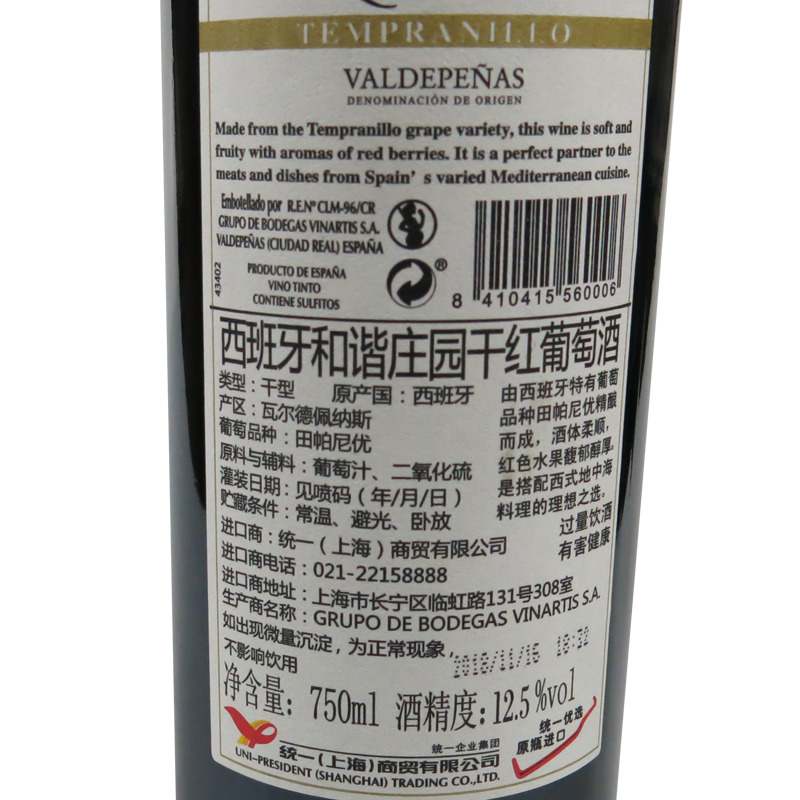 TEMPRANILLO
VALDEPEÑAS
DENOMINACIÓN DE ORIGEN
Made from the Tempranillo grape variety, this wine is soft and
fruity with aromas of red berries. It is a perfect partner to the
meats and dishes from Spain's varied Mediterranean cuisine.
Embotellado por R.E.Nº CLM-96/CR
GRUPO DE BODEGAS VINARTIS S.A.
VALDEPEÑAS (CIUDAD REAL) ESPAÑA
43402
PRODUCTO DE ESPAÑA
VINO TINTO
CONTIENE SULFITOS
®
8 410415 560006
西班牙和谐庄园干红葡萄酒
类型:干型 原产国:西班牙
产区:瓦尔德佩纳斯
葡萄品种:田帕尼优
原料与辅料:葡萄汁、二氧化硫
灌装日期:见喷码(年/月/日)
贮藏条件:常温、避光、卧放
由西班牙特有葡萄
品种田帕尼优精酿
而成,酒体柔顺,
红色水果馥郁醇厚。
是搭配西式地中海
料理的理想之选。
过量饮酒
有害健康
进口商:统一(上海)商贸有限公司
进口商电话:021-22158888
进口商地址:上海市长宁区临虹路131号308室
生产商名称:GRUPO DE BODEGAS VINARTIS S.A.
如出现微量沉淀,为正常现象,
不影响饮用
2018/11/16 18:32
净含量:750ml 酒精度:12.5%vol
统一优选
原瓶进口
统一企业集团
统一(上海)商贸有限公司
UNI-PRESIDENT (SHANGHAI) TRADING CO.,LTD.